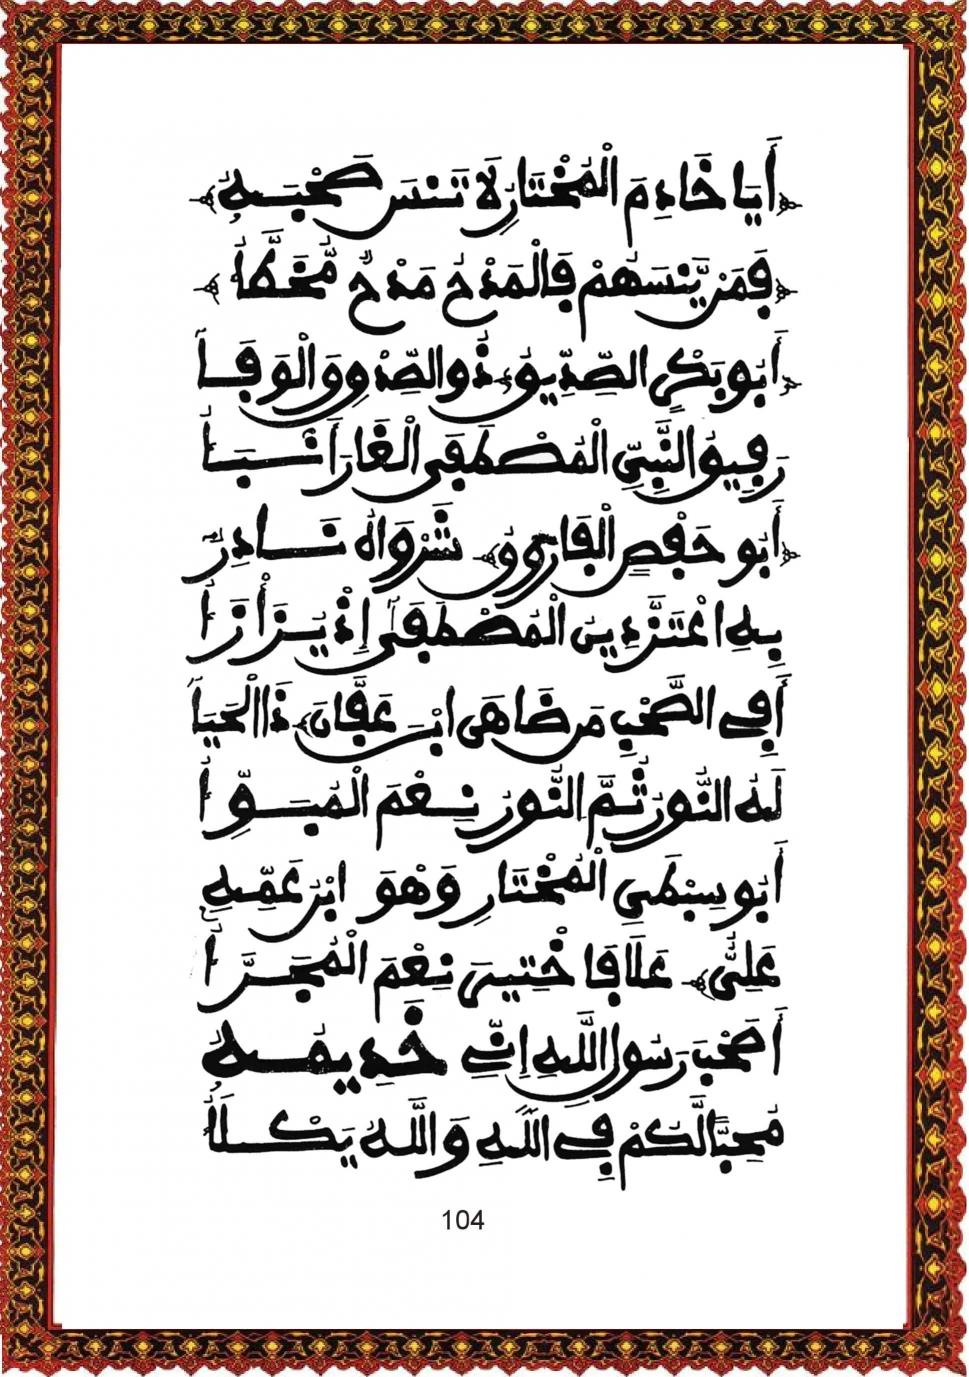 أَيَا خَادِمَ الْمُخْتَارِ لَا تَنْسَ صَحْبَهُ
فَمَنْ يَّنْسَهُمْ فَالْمَدْحُ مَدْحٌ مُّخَطَّأُ
أَبُو بَكْرٍ الصِّدِّيقُ ذُو الصِّدْقِ وَالْوَفَا
رَفِيقُ النَّبِيِّ الْمُصْطَفَى الْغَارَ
أَبُو حَفْصٍ الْفَارُوقُ نَادِرٌ
بِهِ اعْتَزَّ دِينُ الْمُصْطَفَى إِذْ
أَفِي الصَّحْبِ مَن ضَاهَى ابْنَ عَفَّانَ ذَا الْحَيَا
لَهُ النُّورُ ثُمَّ النُّورُ نِعْمَ الْمُبَوَّأُ
أَبُو سِبْطَيِ الْمُخْتَارِ وَهْوَ ابْنُ عَمِّهِ
عَلِيٌّ عَلَا فَاخْتِيرَ نِعْمَ الْمُجَرَّأُ
أَصَحْبَ رَسُولِ اللَّهِ إِنِّي خَدِيمُهُ
مُحِبًّا لَكُمْ فِي اللَّهِ وَاللَّهُ يَكْلَأُ
104